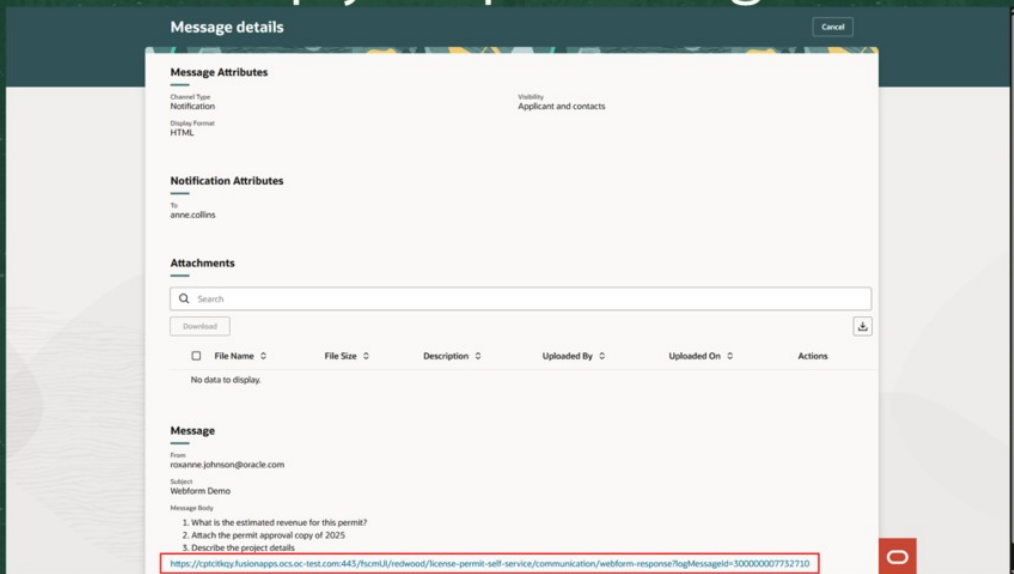 Message details
Cancel
Message Attributes
Channel Type
Notification
Visibility
Applicant and contacts
Display Format
HTML
Notification Attributes
To
anne.collins
Attachments
Search
Download
File Name File Size Description Uploaded By Uploaded On Actions
No data to display.
Message
From
roxanne.johnson@oracle.com
Subject
Webform Demo
Message Body
1. What is the estimated revenue for this permit?
2. Attach the permit approval copy of 2025
3. Describe the project details
https://cptcitkqy.fusionapps.ocs.oc-test.com:443/fscmUI/redwood/license-permit-self-service/communication/webform-response?logMessageId=300000007732710